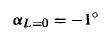 α_{L=0} = −1°